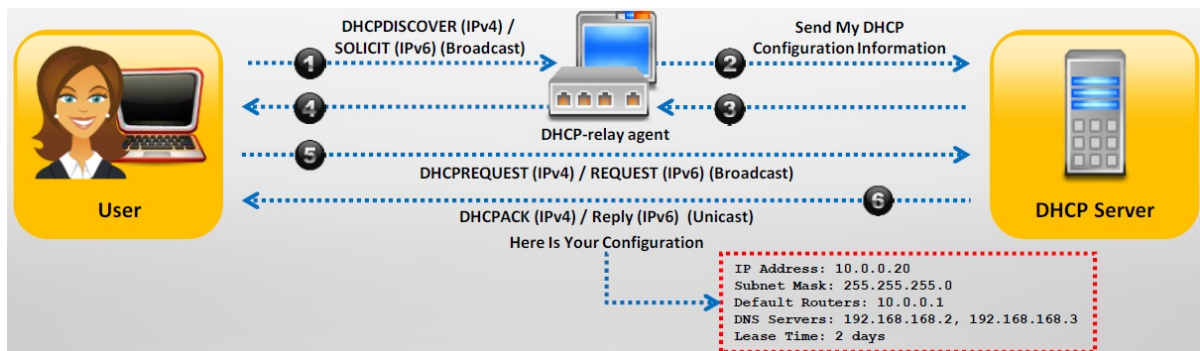 DHCPDISCOVER (IPv4) /
SOLICIT (IPv6) (Broadcast)
Send My DHCP
Configuration Information
1
2
4
3
DHCP-relay agent
5
DHCPREQUEST (IPv4) / REQUEST (IPv6) (Broadcast)
6
User
DHCP Server
DHCPACK (IPv4) / Reply (IPv6) (Unicast)
Here Is Your Configuration
IP Address: 10.0.0.20
Subnet Mask: 255.255.255.0
Default Routers: 10.0.0.1
DNS Servers: 192.168.168.2, 192.168.168.3
Lease Time: 2 days